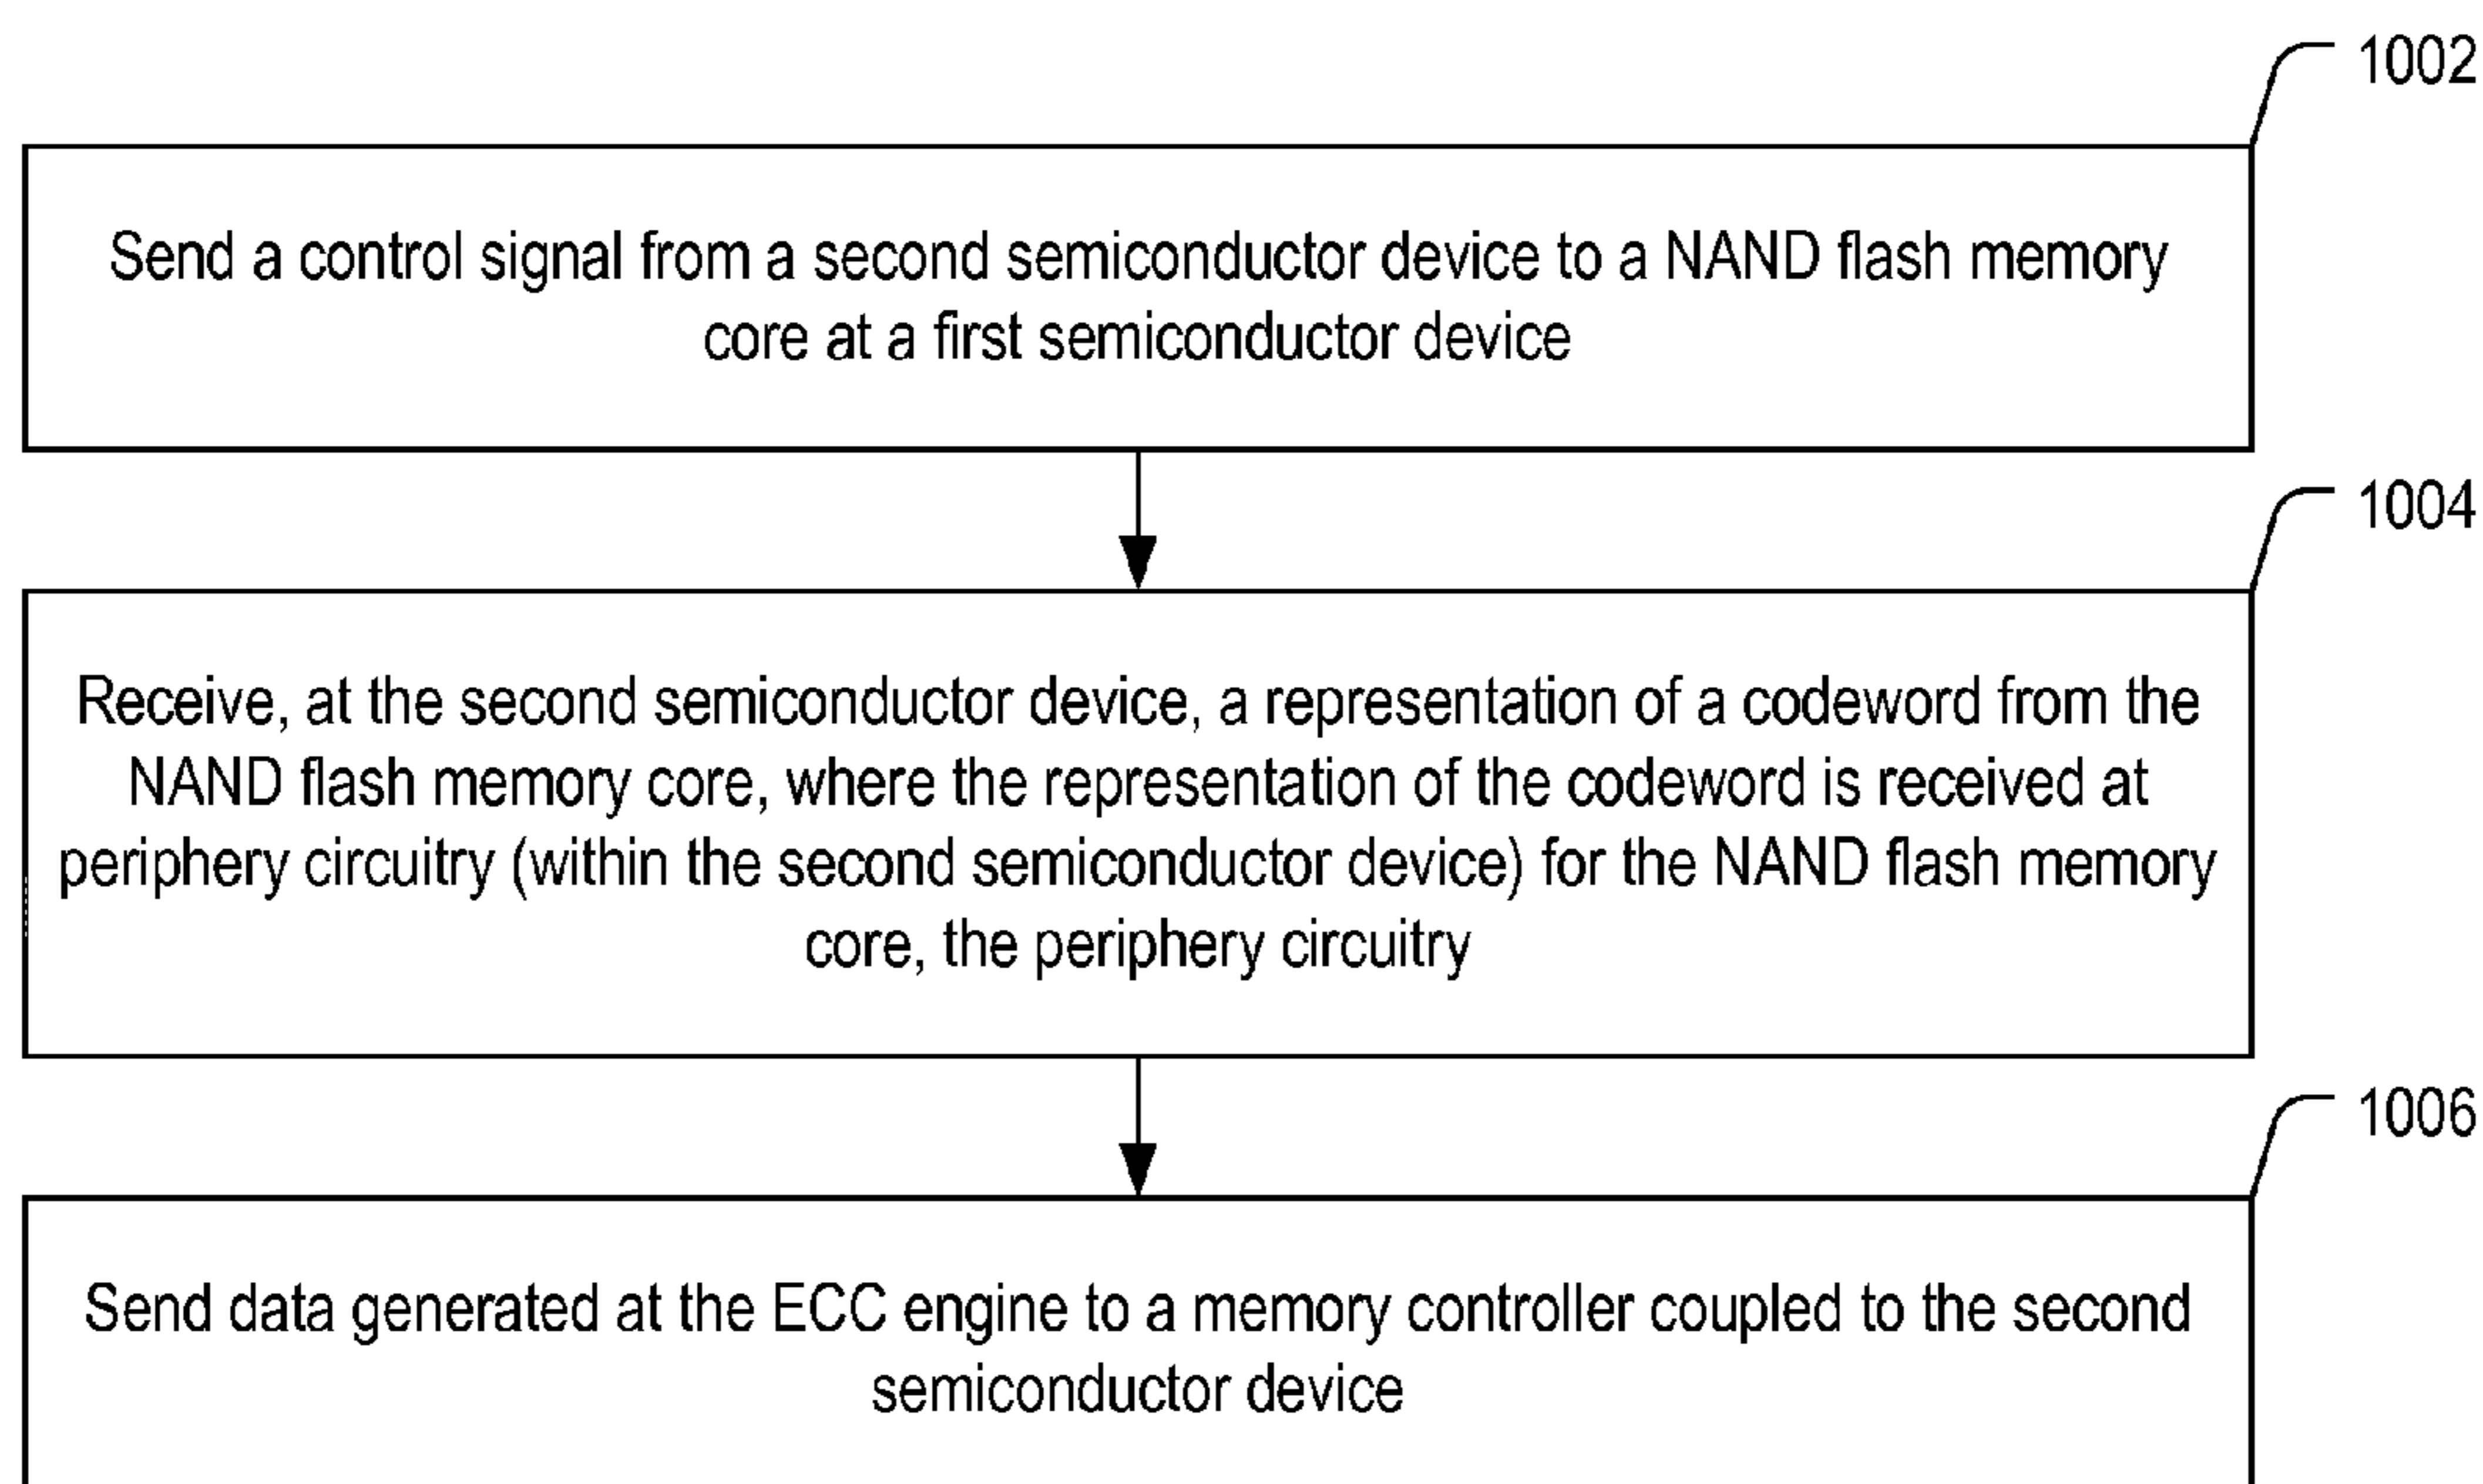 1002
Send a control signal from a second semiconductor device to a NAND flash memory
core at a first semiconductor device
1004
Receive, at the second semiconductor device, a representation of a codeword from the
NAND flash memory core, where the representation of the codeword is received at
periphery circuitry (within the second semiconductor device) for the NAND flash memory
core, the periphery circuitry
1006
Send data generated at the ECC engine to a memory controller coupled to the second
semiconductor device